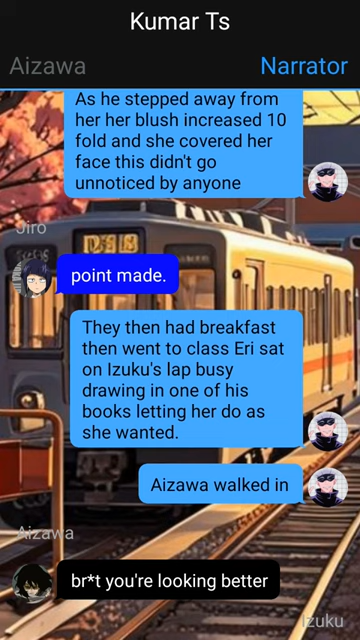 Kumar Ts
Aizawa Narrator
As he stepped away from
her her blush increased 10
fold and she covered her
face this didn't go
unnoticed by anyone
Jiro
point made.
They then had breakfast
then went to class Eri sat
on Izuku's lap busy
drawing in one of his
books letting her do as
she wanted.
Aizawa walked in
Aizawa
br*t you're looking better
Izuku